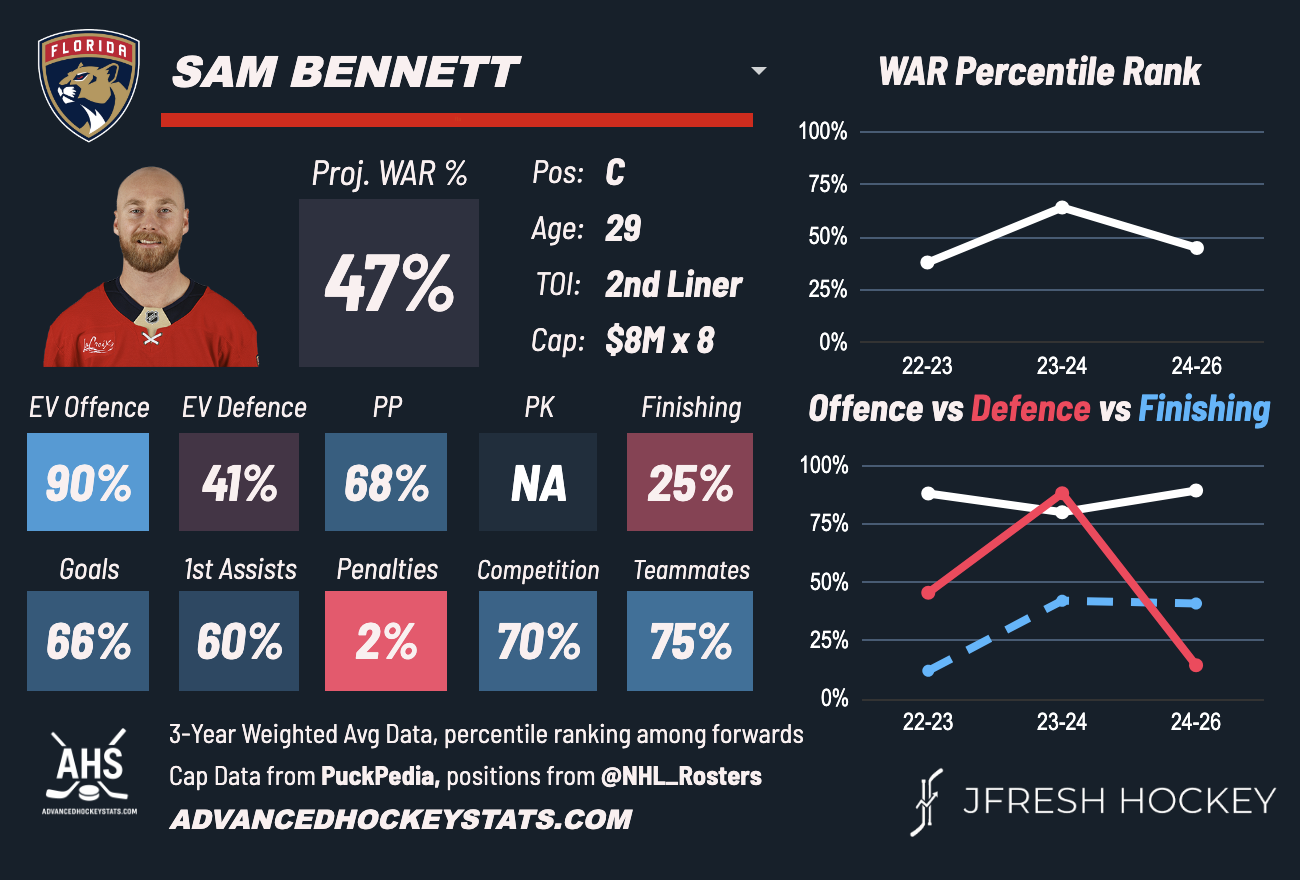 FLORIDA
SAM BENNETT
Proj. WAR %
47%
Pos: C
Age: 29
TOI: 2nd Liner
Cap: $8M x 8
LaCroix
EV Offence EV Defence PP PK Finishing
90% 41% 68% NA 25%
Goals 1st Assists Penalties Competition Teammates
66% 60% 2% 70% 75%
WAR Percentile Rank
100%
75%
50%
25%
0%
22-23 23-24 24-26
Offence vs Defence vs Finishing
100%
75%
50%
25%
0%
22-23 23-24 24-26
AHS
ADVANCEDHOCKEYSTATS.COM
3-Year Weighted Avg Data, percentile ranking among forwards
Cap Data from PuckPedia, positions from @NHL_Rosters
ADVANCEDHOCKEYSTATS.COM
JFRESH HOCKEY